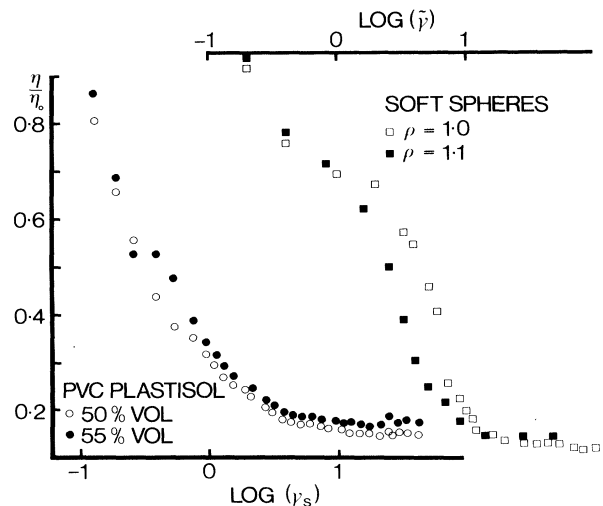 LOG (γ̃)
-1 0 1
η/η₀
0·8
0·6
0·4
0·2
SOFT SPHERES
□ ρ = 1·0
■ ρ = 1·1
PVC PLASTISOL
○ 50 % VOL
● 55 % VOL
-1 0 1
LOG (γₛ)